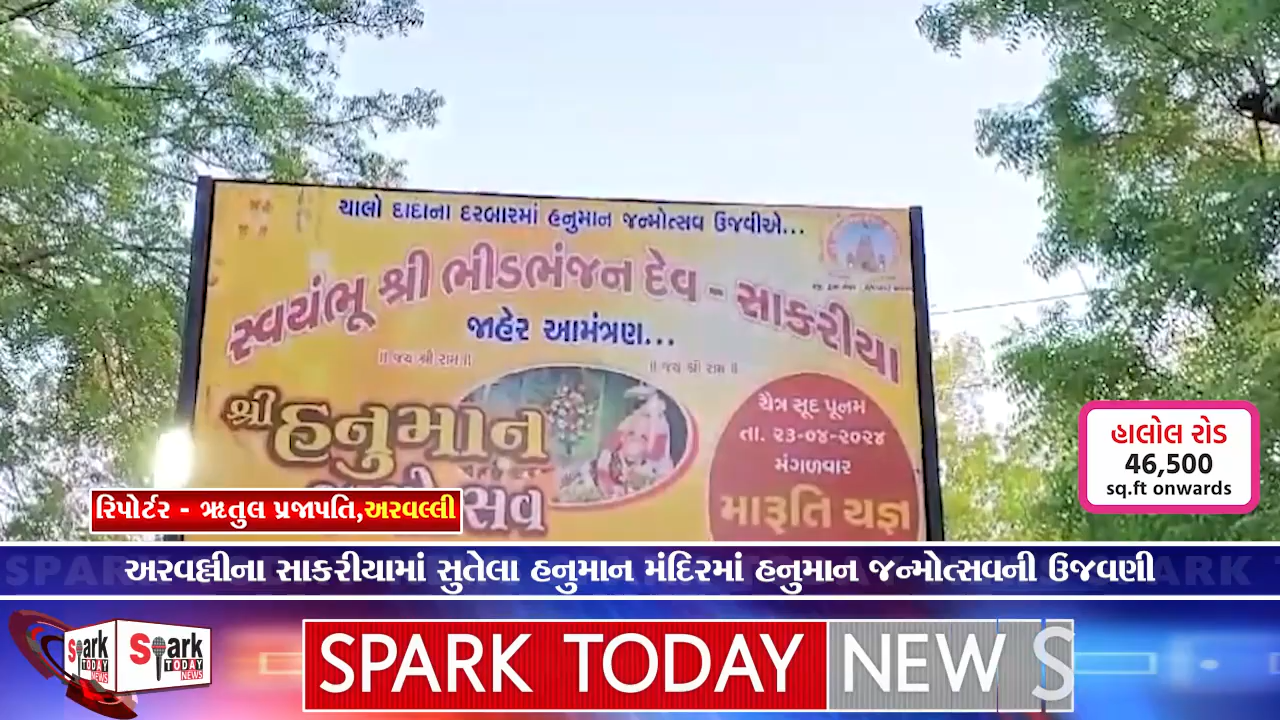 ચાલો દાદાના દરબારમાં હનુમાન જન્મોત્સવ ઉજવીએ...
સ્વયંભૂ શ્રી ભીડભંજન દેવ - સાકરીયા
જાહેર આમંત્રણ...
॥ જય શ્રી રામ ॥
॥ જય શ્રી રામ ॥
શ્રી હનુમાન
ચૈત્ર સૂદ પૂનમ
તા. ૨૩-૦૪-૨૦૨૪
મંગળવાર
મારૂતિ યજ્ઞ
હાલોલ રોડ
46,500
sq.ft onwards
રિપોર્ટર - ઋતુલ પ્રજાપતિ,અરવલ્લી
અરવલ્લીના સાકરીયામાં સુતેલા હનુમાન મંદિરમાં હનુમાન જન્મોત્સવની ઉજવણી
Spark TODAY NEWS
Spark TODAY NEWS
SPARK TODAY NEWS